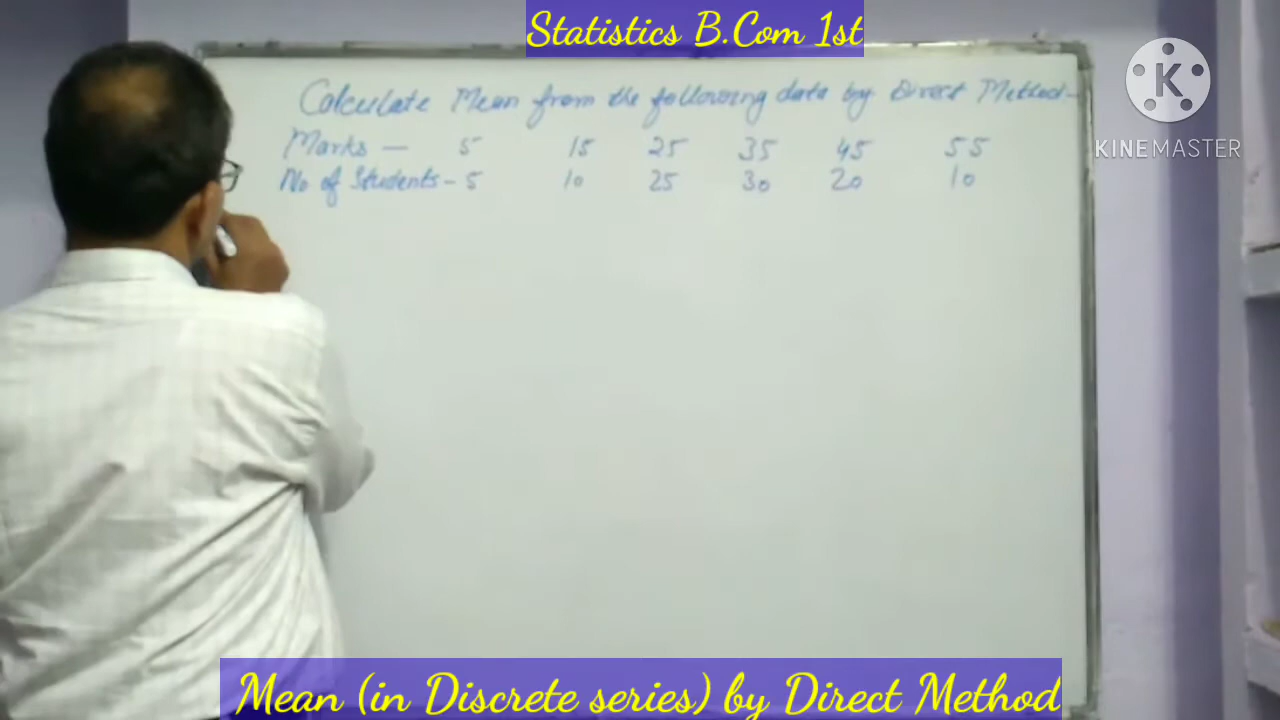 Statistics B.Com 1st
KINEMASTER
Calculate Mean from the following data by Direct Method-
Marks — 5 15 25 35 45 55
No of Students - 5 10 25 30 20 10
Mean (in Discrete series) by Direct Method